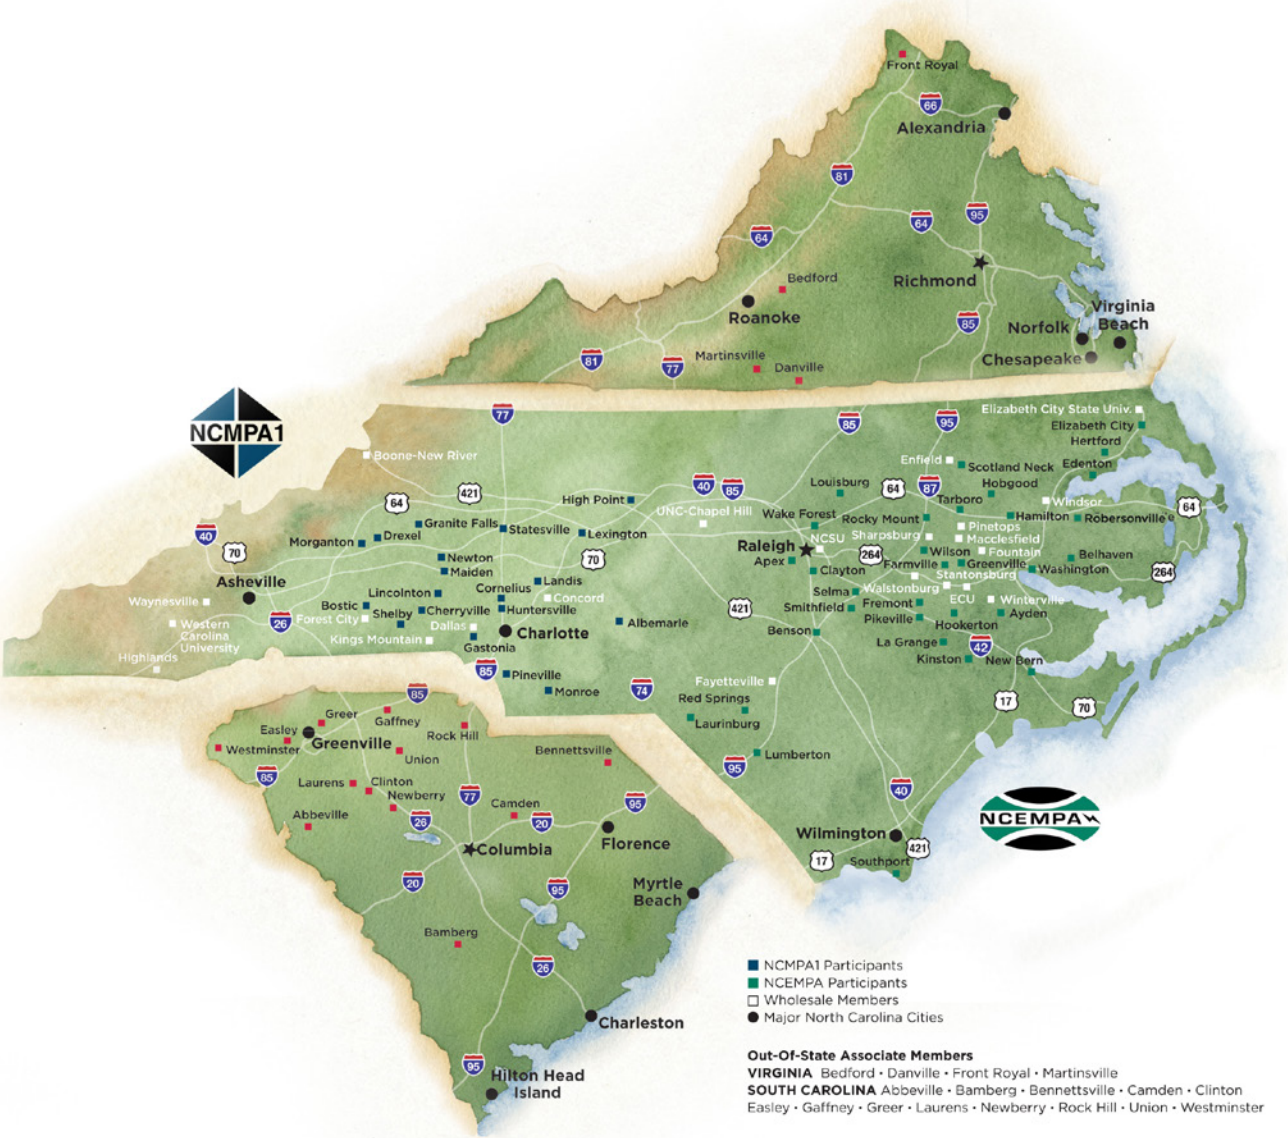 Front Royal
66
Alexandria
81
64
95
64
Bedford
Richmond
Roanoke
Virginia
Beach
85
Norfolk
Chesapeake
81
77
Martinsville
Danville
NCMPA1
77
85
95
Elizabeth City State Univ.
Elizabeth City
Hertford
Boone-New River
Enfield
Scotland Neck
Edenton
Hobgood
40
85
Louisburg
64
87
64
421
High Point
Tarboro
Windsor
64
UNC-Chapel Hill
Wake Forest
Rocky Mount
Hamilton
Robersonville
Granite Falls
Statesville
Lexington
Pinetops
40
Drexel
Morganton
NCSU
Sharpsburg
Macclesfield
70
Raleigh
264
Wilson
Fountain
Belhaven
Newton
70
Apex
Farmville
Greenville
Washington
264
Maiden
Clayton
Stantonsburg
Asheville
Landis
Cornelius
Walstonburg
Lincolnton
Concord
Selma
ECU
Winterville
Waynesville
Bostic
Shelby
Cherryville
Huntersville
421
Smithfield
Fremont
Ayden
Forest City
26
Pikeville
Hookerton
Western
Carolina
University
Dallas
Charlotte
Albemarle
Benson
Kings Mountain
Gastonia
La Grange
42
Highlands
Kinston
New Bern
85
Pineville
Monroe
74
Fayetteville
Red Springs
17
70
85
Laurinburg
Greer
Gaffney
Easley
Greenville
Rock Hill
Westminster
Union
Bennettsville
Lumberton
95
85
Laurens
Clinton
Newberry
77
40
Abbeville
26
Camden
20
95
NCEMPA
Columbia
Florence
Wilmington
421
17
Southport
20
95
Myrtle
Beach
Bamberg
26
Charleston
95
Hilton Head
Island
NCMPA1 Participants
NCEMPA Participants
Wholesale Members
Major North Carolina Cities
Out-Of-State Associate Members
VIRGINIA Bedford · Danville · Front Royal · Martinsville
SOUTH CAROLINA Abbeville · Bamberg · Bennettsville · Camden · Clinton
Easley · Gaffney · Greer · Laurens · Newberry · Rock Hill · Union · Westminster